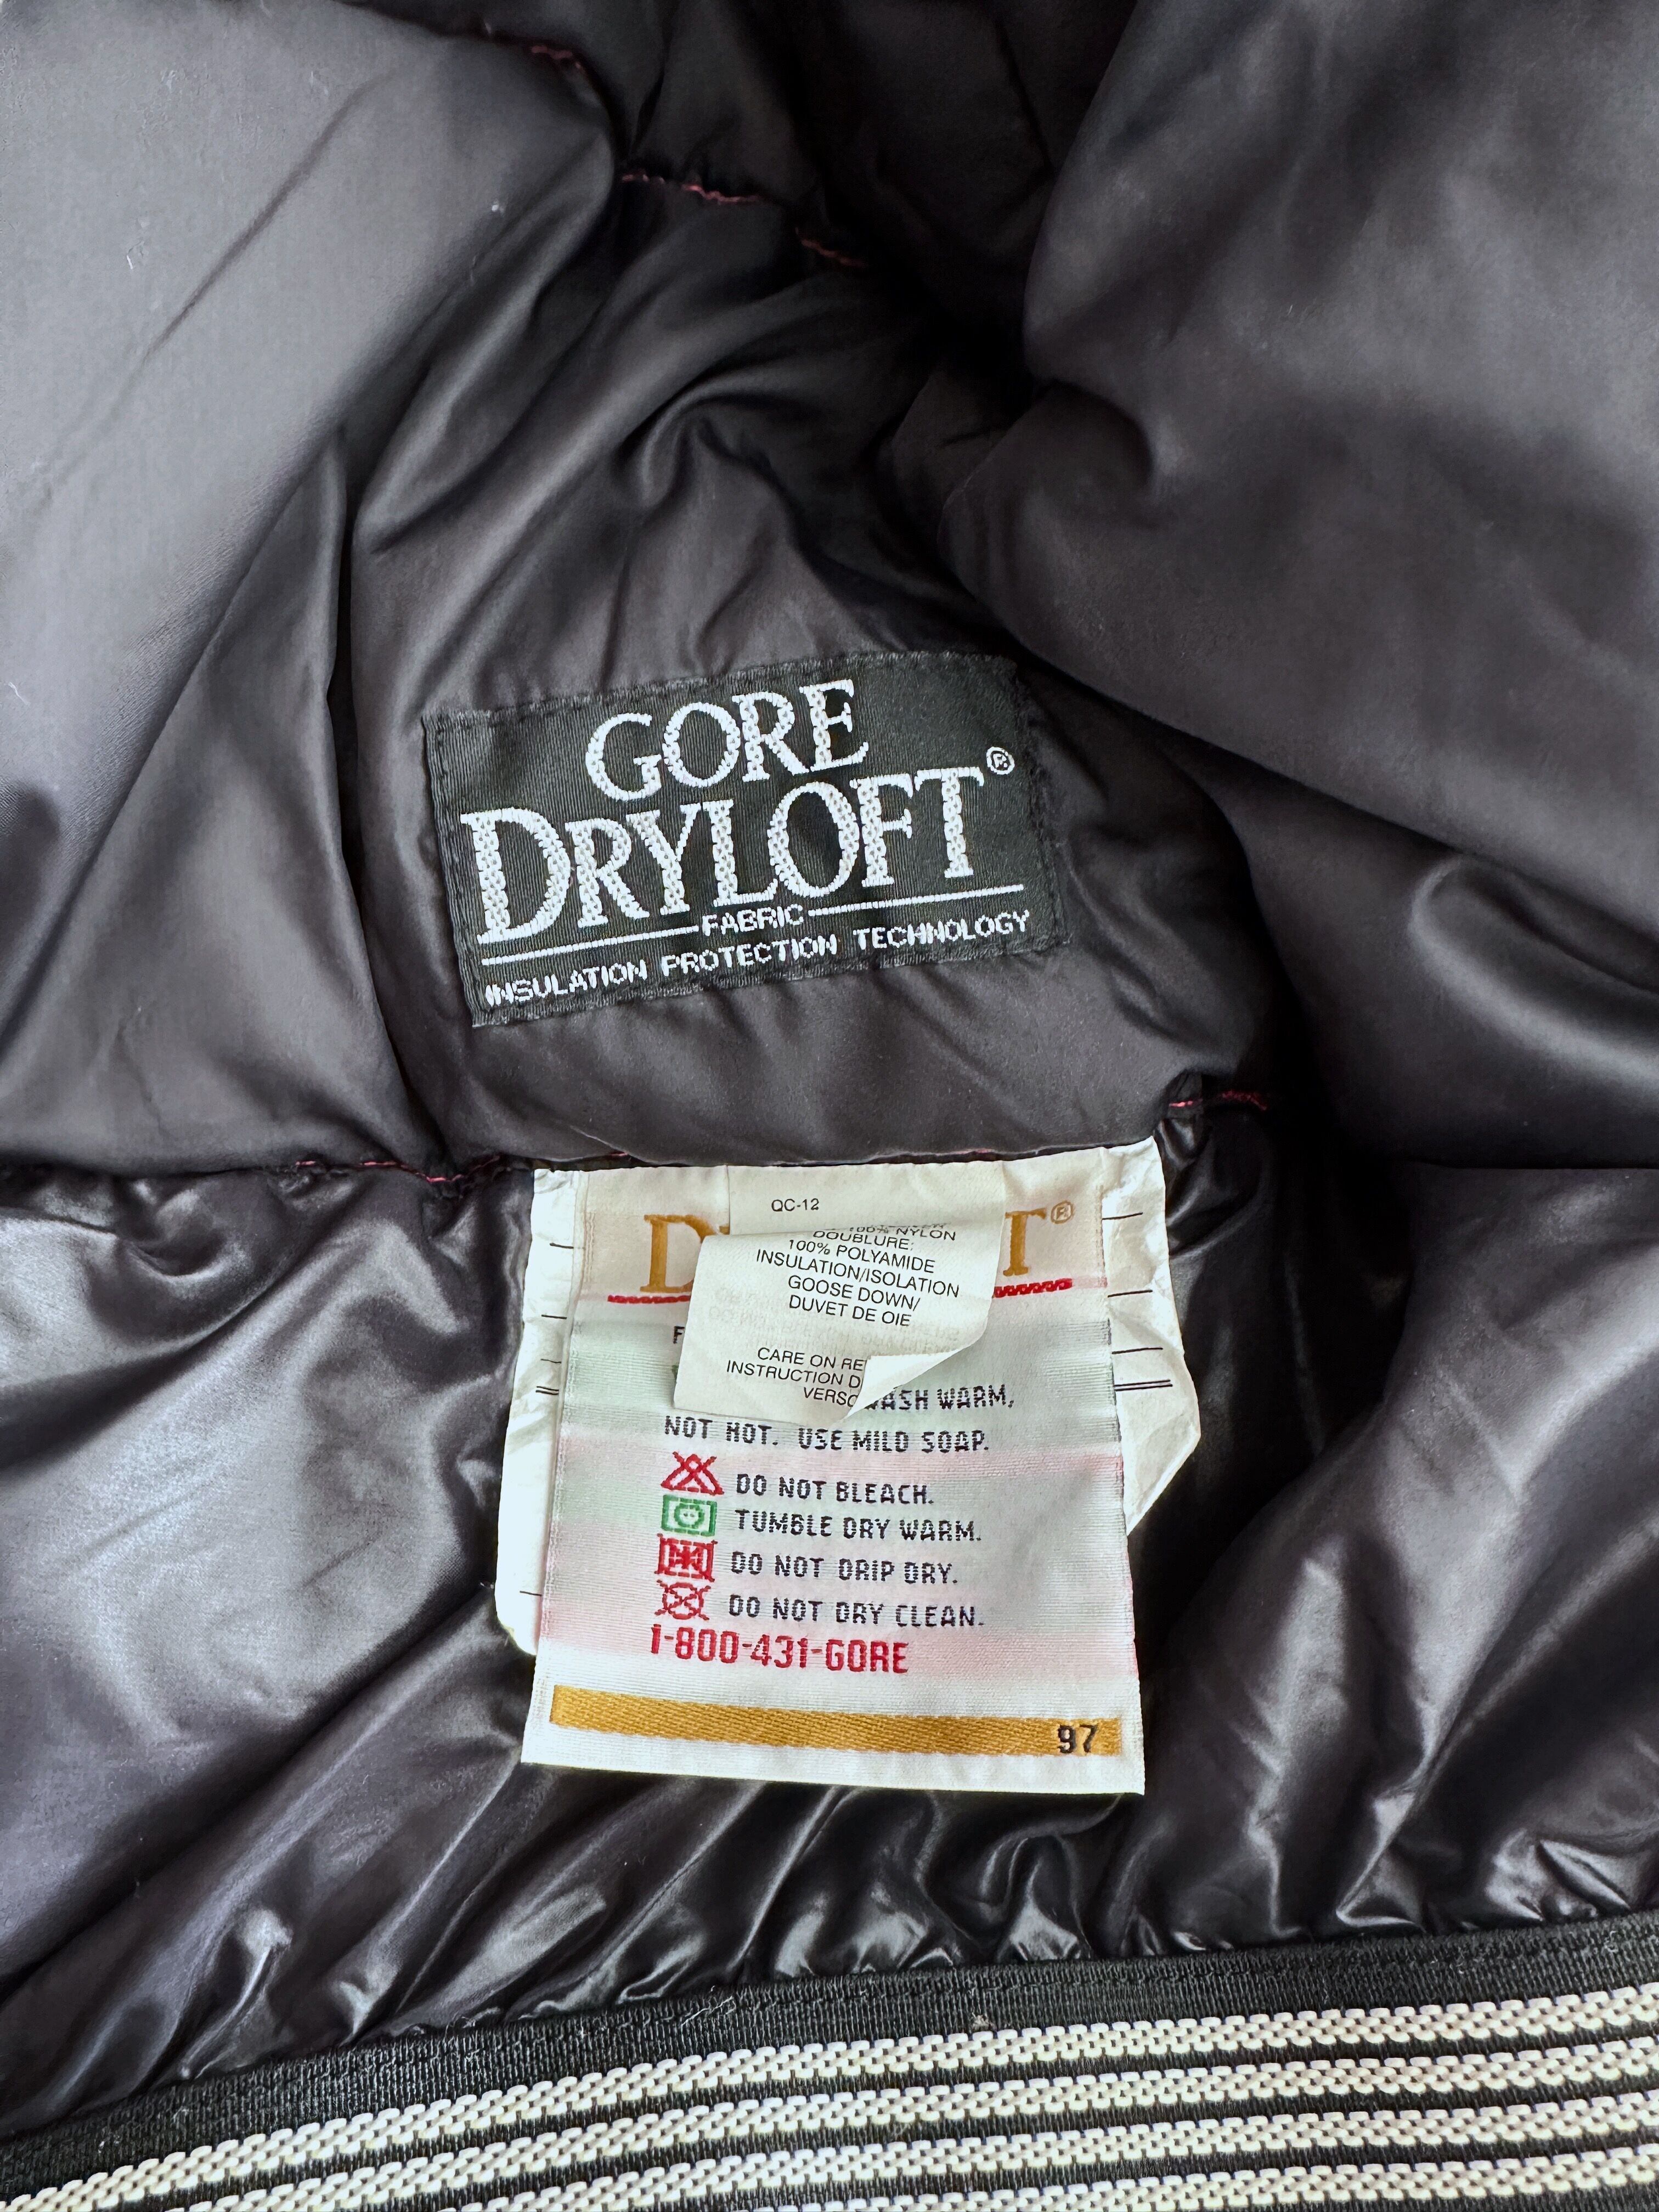 GORE
DRYLOFT®
FABRIC
INSULATION PROTECTION TECHNOLOGY
QC-12
100% NYLON
DOUBLURE:
100% POLYAMIDE
INSULATION/ISOLATION
GOOSE DOWN/
DUVET DE OIE
CARE ON RE
INSTRUCTION D
VERSO
D T®
WASH WARM,
NOT HOT. USE MILD SOAP.
DO NOT BLEACH.
TUMBLE DRY WARM.
DO NOT DRIP DRY.
DO NOT DRY CLEAN.
1-800-431-GORE
97